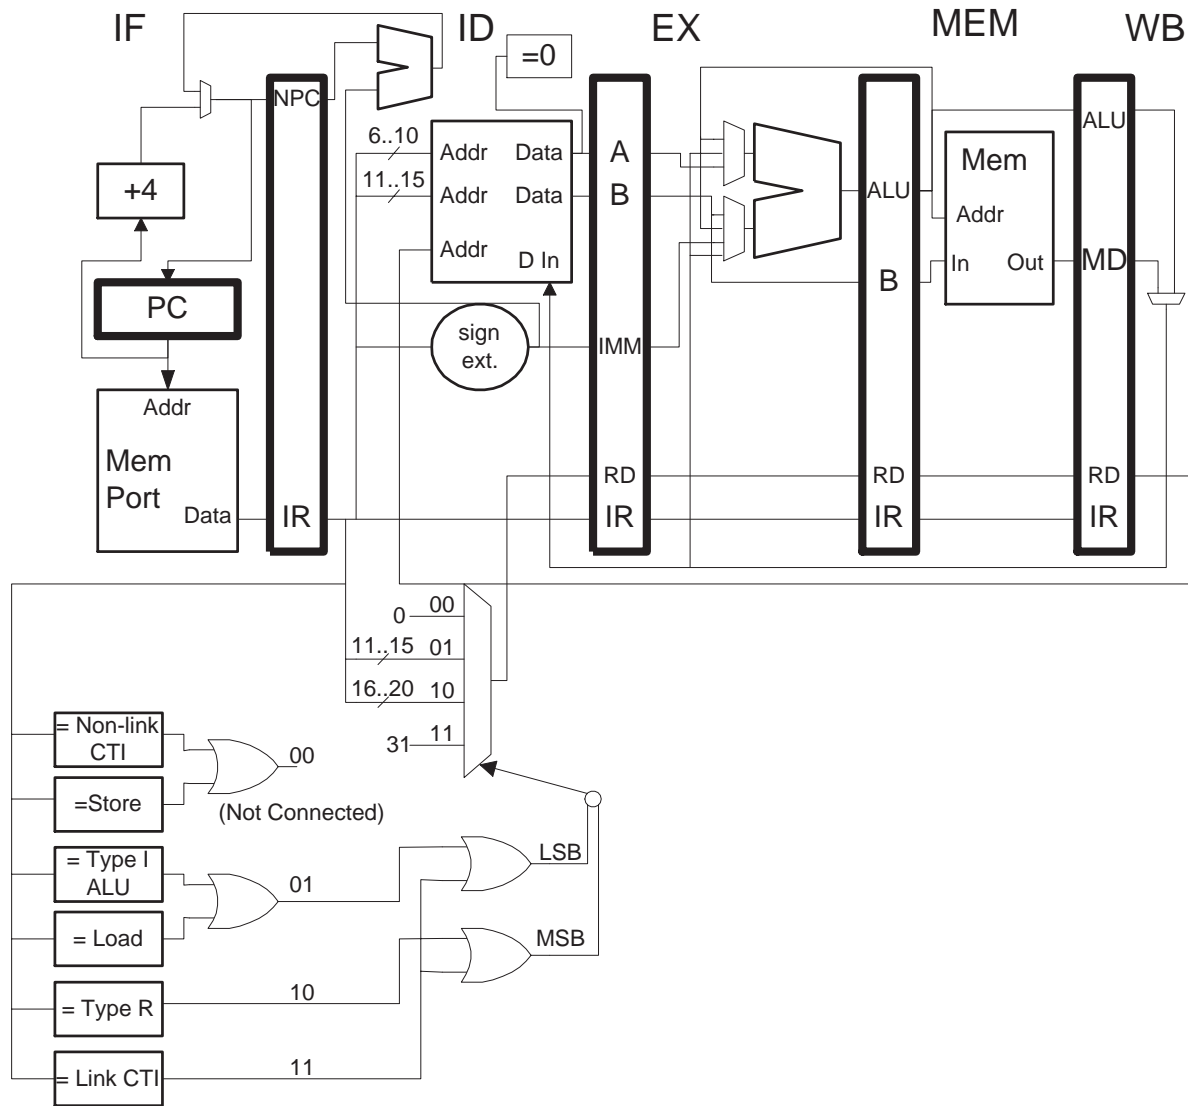 IF
ID
EX
MEM
WB
=0
NPC
+4
PC
Addr
Mem
Port
Data
IR
6..10
11..15
Addr
Data
Addr
Data
Addr
D In
sign
ext.
A
B
IMM
RD
IR
ALU
B
RD
IR
Mem
Addr
In
Out
ALU
MD
RD
IR
0
00
11..15
01
16..20
10
31
11
= Non-link
CTI
=Store
00
(Not Connected)
= Type I
ALU
= Load
01
= Type R
10
= Link CTI
11
LSB
MSB